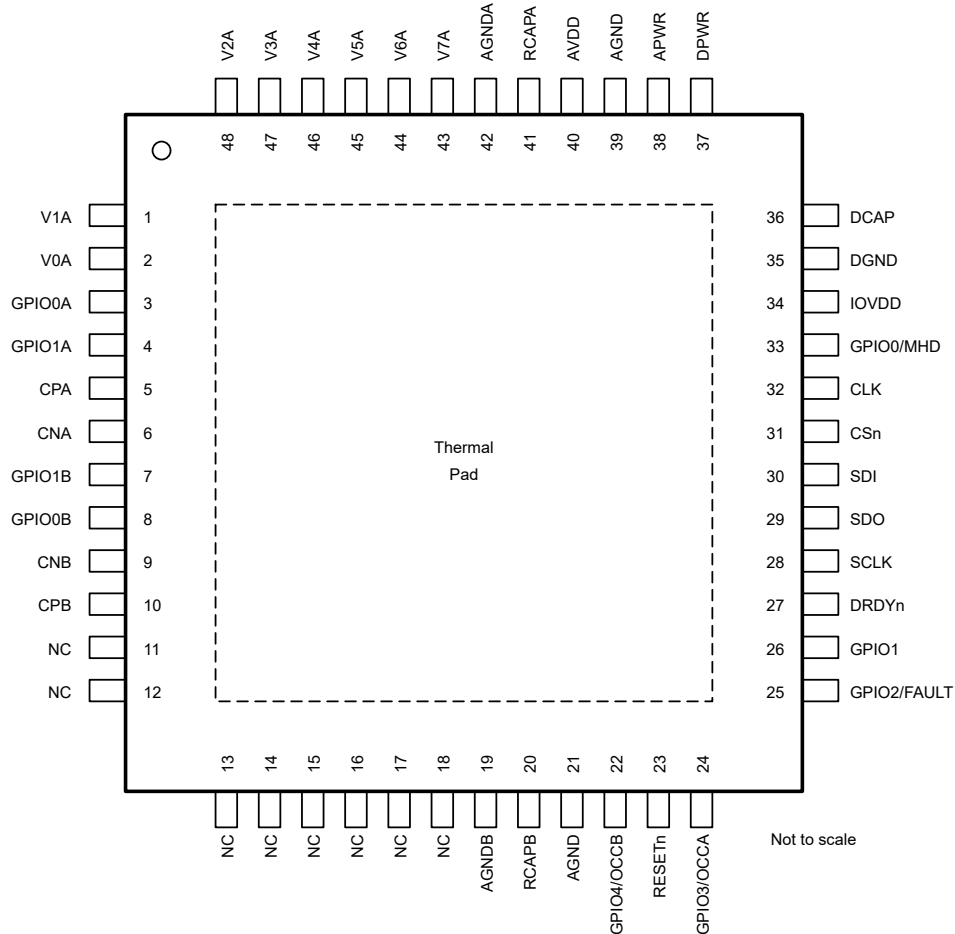 V2A
V3A
V4A
V5A
V6A
V7A
AGNDA
RCAPA
AVDD
AGND
APWR
DPWR
48
47
46
45
44
43
42
41
40
39
38
37
V1A 1
V0A 2
GPIO0A 3
GPIO1A 4
CPA 5
CNA 6
GPIO1B 7
GPIO0B 8
CNB 9
CPB 10
NC 11
NC 12
Thermal
Pad
36 DCAP
35 DGND
34 IOVDD
33 GPIO0/MHD
32 CLK
31 CSn
30 SDI
29 SDO
28 SCLK
27 DRDYn
26 GPIO1
25 GPIO2/FAULT
13
14
15
16
17
18
19
20
21
22
23
24
NC
NC
NC
NC
NC
NC
AGNDB
RCAPB
AGND
GPIO4/OCCB
RESETn
GPIO3/OCCA
Not to scale